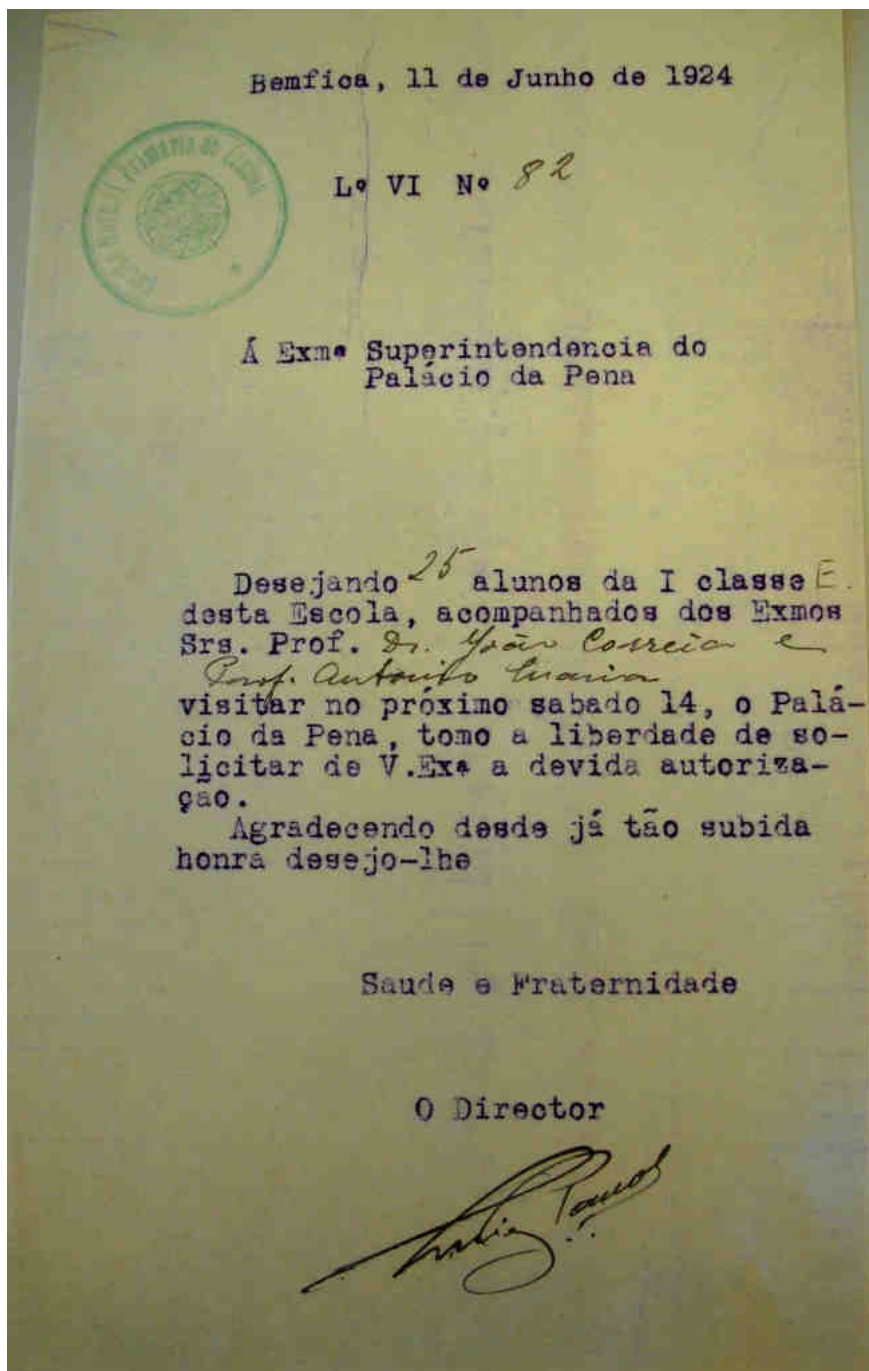 Bemfica, 11 de Junho de 1924
Lº VI Nº 82
Á Exmª Superintendencia do
Palácio da Pena
Desejando 25 alunos da I classe E.
desta Escola, acompanhados dos Exmos
Srs. Prof. Dr. João Correia e
Prof. António Maria
visitar no próximo sabado 14, o Palá-
cio da Pena, tomo a liberdade de so-
licitar de V.Exª a devida autoriza-
ção.
Agradecendo desde já tão subida
honra desejo-lhe
Saude e Fraternidade
O Director